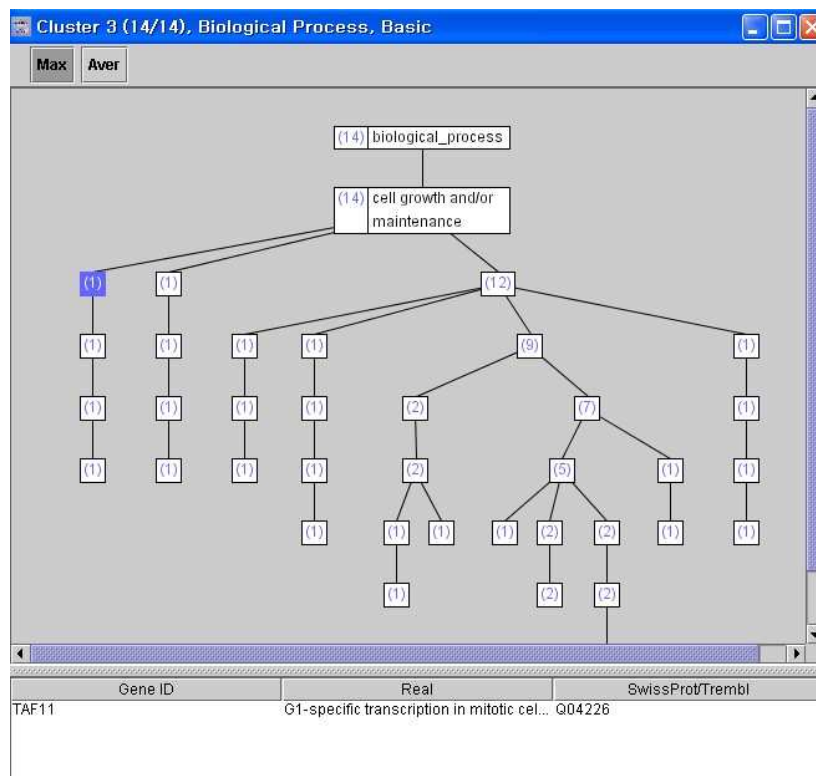 Cluster 3 (14/14), Biological Process, Basic
Max Aver
(14) biological_process
(14) cell growth and/or
maintenance
(1) (1) (12)
(1) (1) (1) (1) (9) (1)
(1) (1) (1) (1) (2) (7) (1)
(1) (1) (1) (1) (2) (5) (1) (1)
(1) (1) (1) (1) (2) (2) (1) (1)
(1) (2) (2)
Gene ID Real SwissProt/Trembl
TAF11 G1-specific transcription in mitotic cel... Q04226